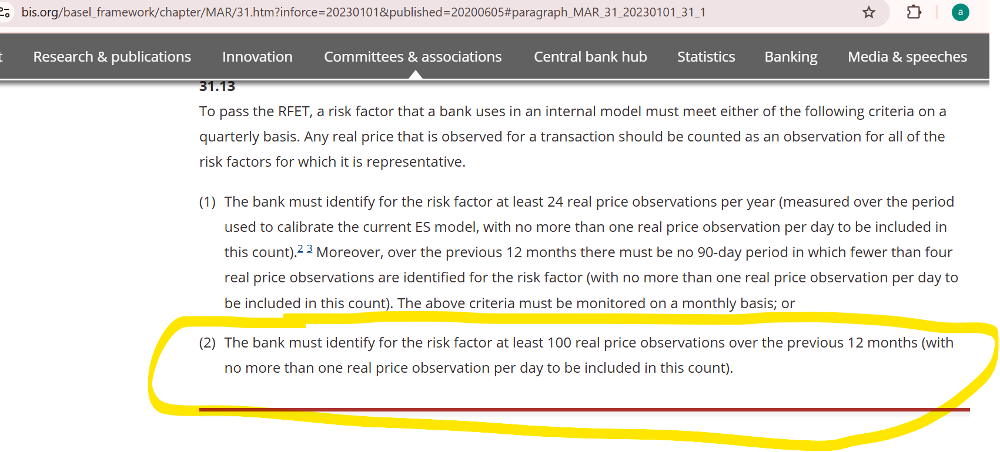 bis.org/basel_framework/chapter/MAR/31.htm?inforce=20230101&published=20200605#paragraph_MAR_31_20230101_31_1
a
t Research & publications Innovation Committees & associations Central bank hub Statistics Banking Media & speeches
31.13
To pass the RFET, a risk factor that a bank uses in an internal model must meet either of the following criteria on a
quarterly basis. Any real price that is observed for a transaction should be counted as an observation for all of the
risk factors for which it is representative.
(1) The bank must identify for the risk factor at least 24 real price observations per year (measured over the period
used to calibrate the current ES model, with no more than one real price observation per day to be included in
this count).2 3 Moreover, over the previous 12 months there must be no 90-day period in which fewer than four
real price observations are identified for the risk factor (with no more than one real price observation per day to
be included in this count). The above criteria must be monitored on a monthly basis; or
(2) The bank must identify for the risk factor at least 100 real price observations over the previous 12 months (with
no more than one real price observation per day to be included in this count).